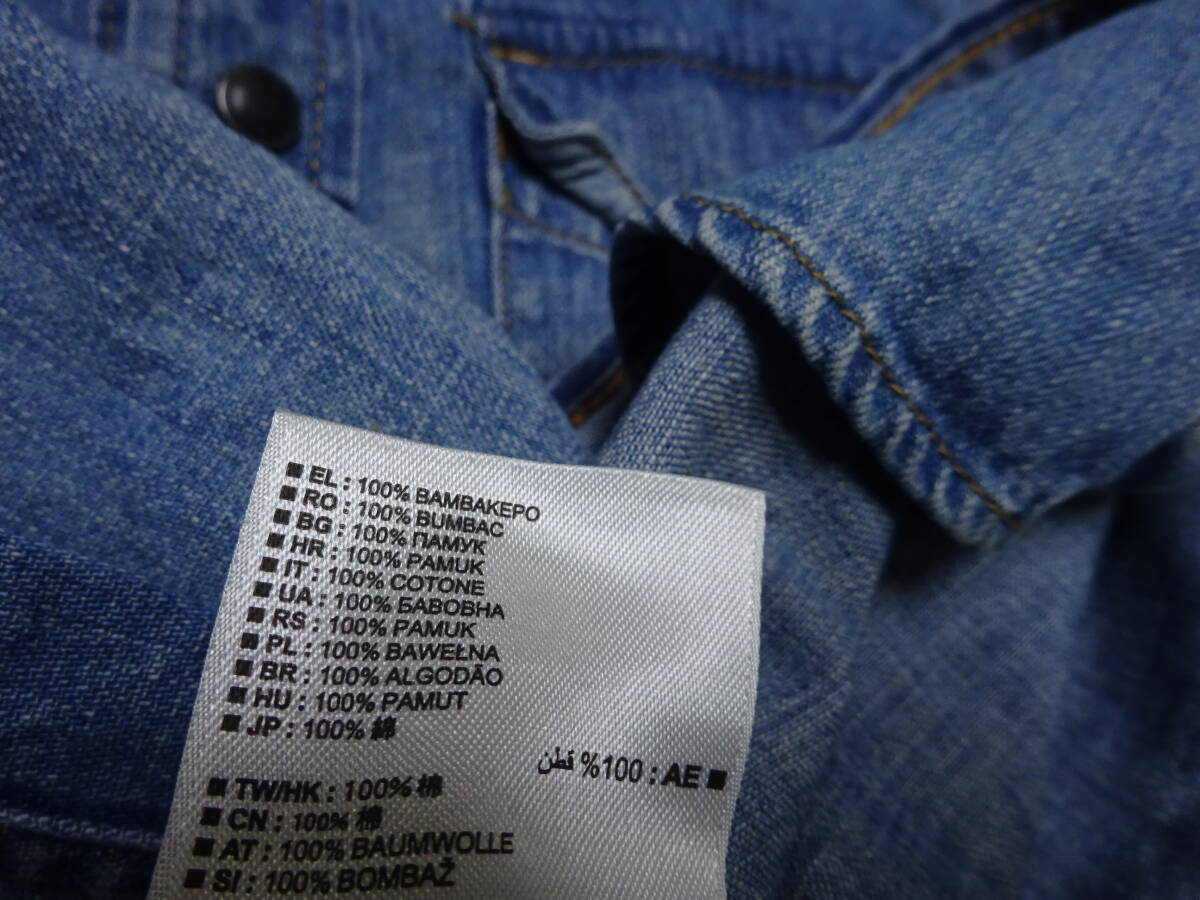 ■ EL : 100% ΒΑΜΒΑΚΕΡΟ
■ RO : 100% BUMBAC
■ BG : 100% ПАМУК
■ HR : 100% PAMUK
■ IT : 100% COTONE
■ UA : 100% БАВОВНА
■ RS : 100% PAMUK
■ PL : 100% BAWEŁNA
■ BR : 100% ALGODÃO
■ HU : 100% PAMUT
■ JP : 100% 綿
■ AE : 100% قطن
■ TW/HK : 100% 棉
■ CN : 100% 棉
■ AT : 100% BAUMWOLLE
■ SI : 100% BOMBAŽ